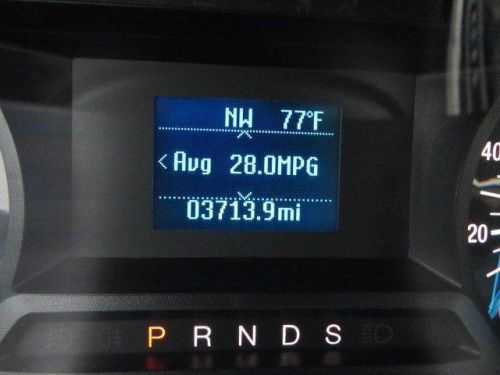 NW 77°F
<Avg 28.0MPG
03713.9mi
40
20
P R N D S